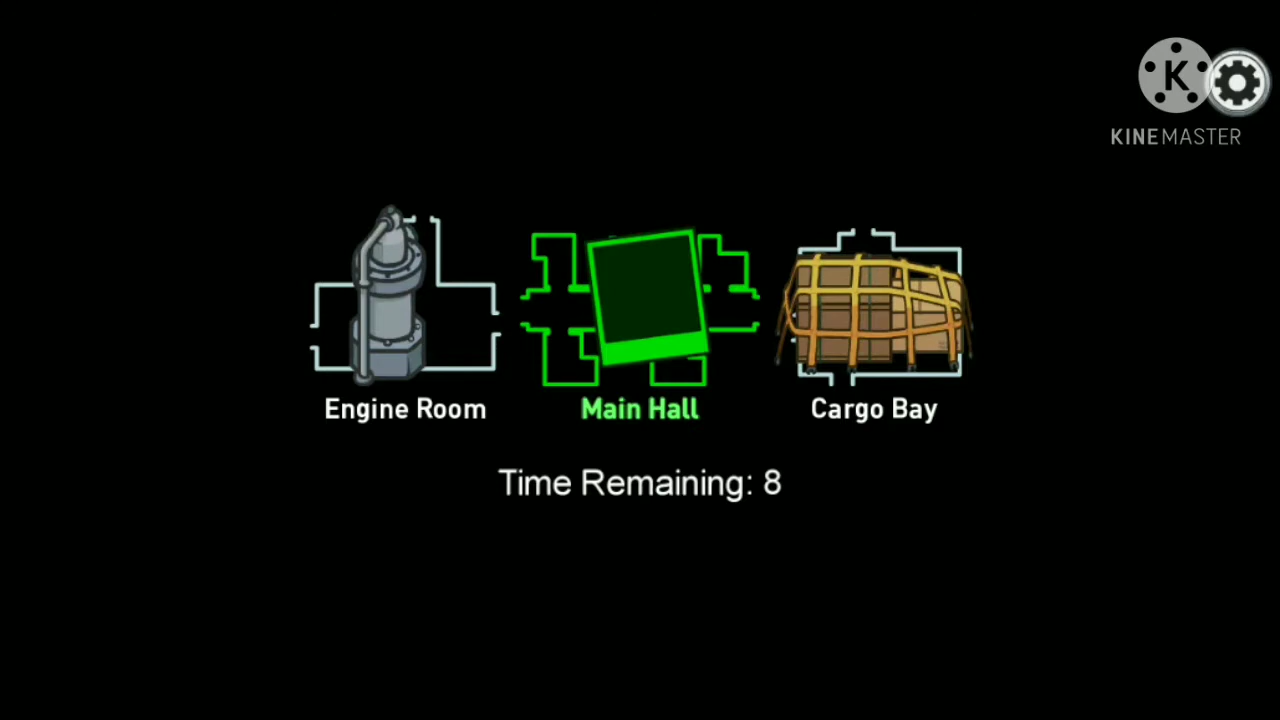 K
KINEMASTER
Engine Room
Main Hall
Cargo Bay
Time Remaining: 8